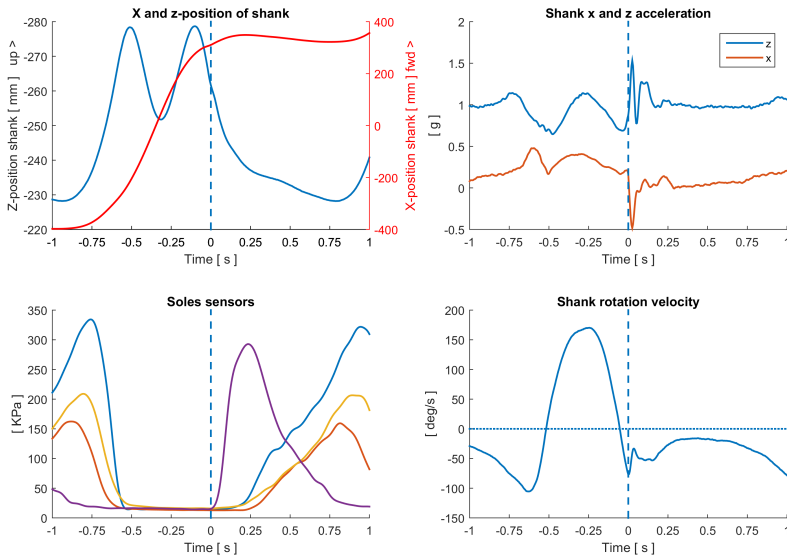 X and z-position of shank
Z-position shank [ mm ] up >
-280
-270
-260
-250
-240
-230
-220
400
200
0
-200
-400
X-position shank [ mm ] fwd >
-1 -0.75 -0.5 -0.25 0 0.25 0.5 0.75 1
Time [ s ]
Shank x and z acceleration
[ g ]
2
1.5
1
0.5
0
-0.5
z
x
-1 -0.75 -0.5 -0.25 0 0.25 0.5 0.75 1
Time [ s ]
Soles sensors
[ KPa ]
350
300
250
200
150
100
50
0
-1 -0.75 -0.5 -0.25 0 0.25 0.5 0.75 1
Time [ s ]
Shank rotation velocity
[ deg/s ]
200
150
100
50
0
-50
-100
-150
-1 -0.75 -0.5 -0.25 0 0.25 0.5 0.75 1
Time [ s ]